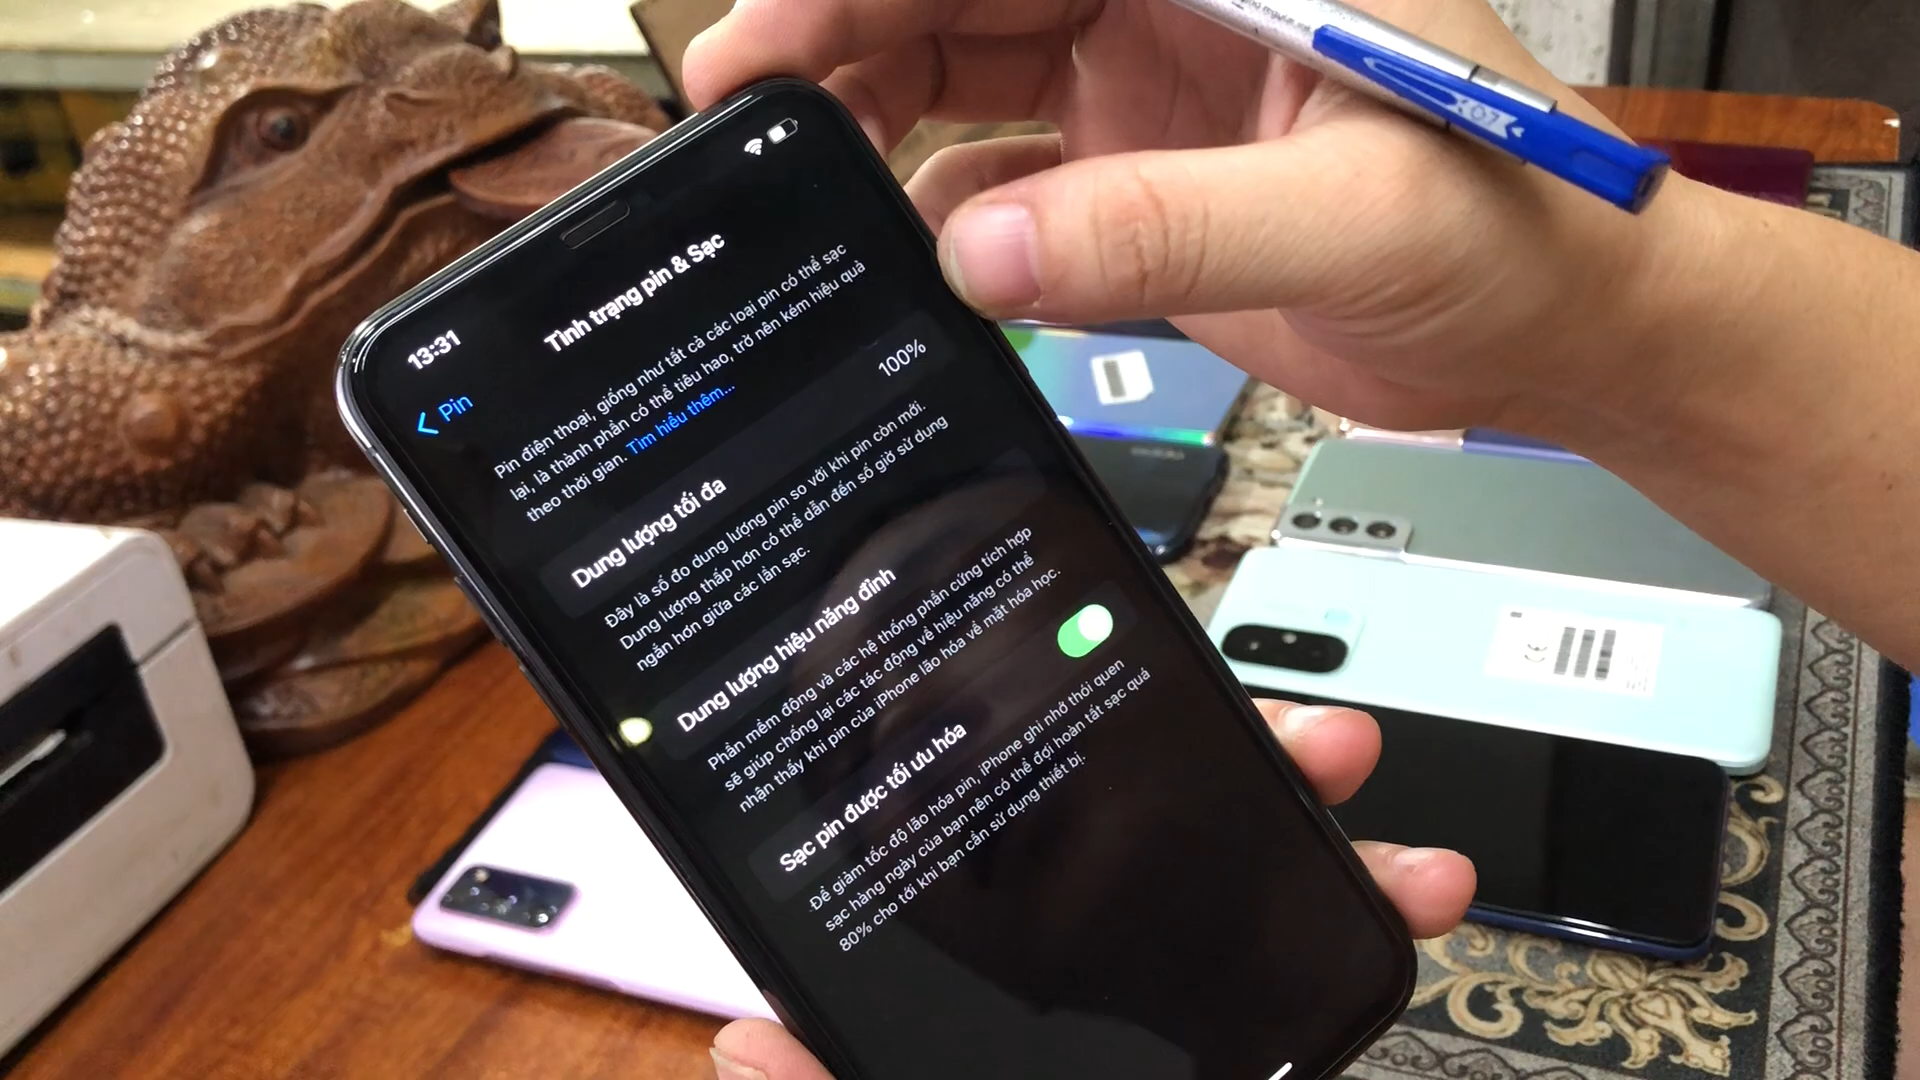 13:31
Pin
Tình trạng pin & Sạc
Pin điện thoại, giống như tất cả các loại pin có thể sạc
lại, là thành phần có thể tiêu hao, trở nên kém hiệu quả
theo thời gian. Tìm hiểu thêm...
Dung lượng tối đa 100%
Đây là số đo dung lượng pin so với khi pin còn mới.
Dung lượng thấp hơn có thể dẫn đến số giờ sử dụng
ngắn hơn giữa các lần sạc.
Dung lượng hiệu năng đỉnh
Phần mềm động và các hệ thống phần cứng tích hợp
sẽ giúp chống lại các tác động về hiệu năng có thể
nhận thấy khi pin của iPhone lão hóa về mặt hóa học.
Sạc pin được tối ưu hóa
Để giảm tốc độ lão hóa pin, iPhone ghi nhớ thói quen
sạc hàng ngày của bạn nên có thể đợi hoàn tất sạc quá
80% cho tới khi bạn cần sử dụng thiết bị.
CE